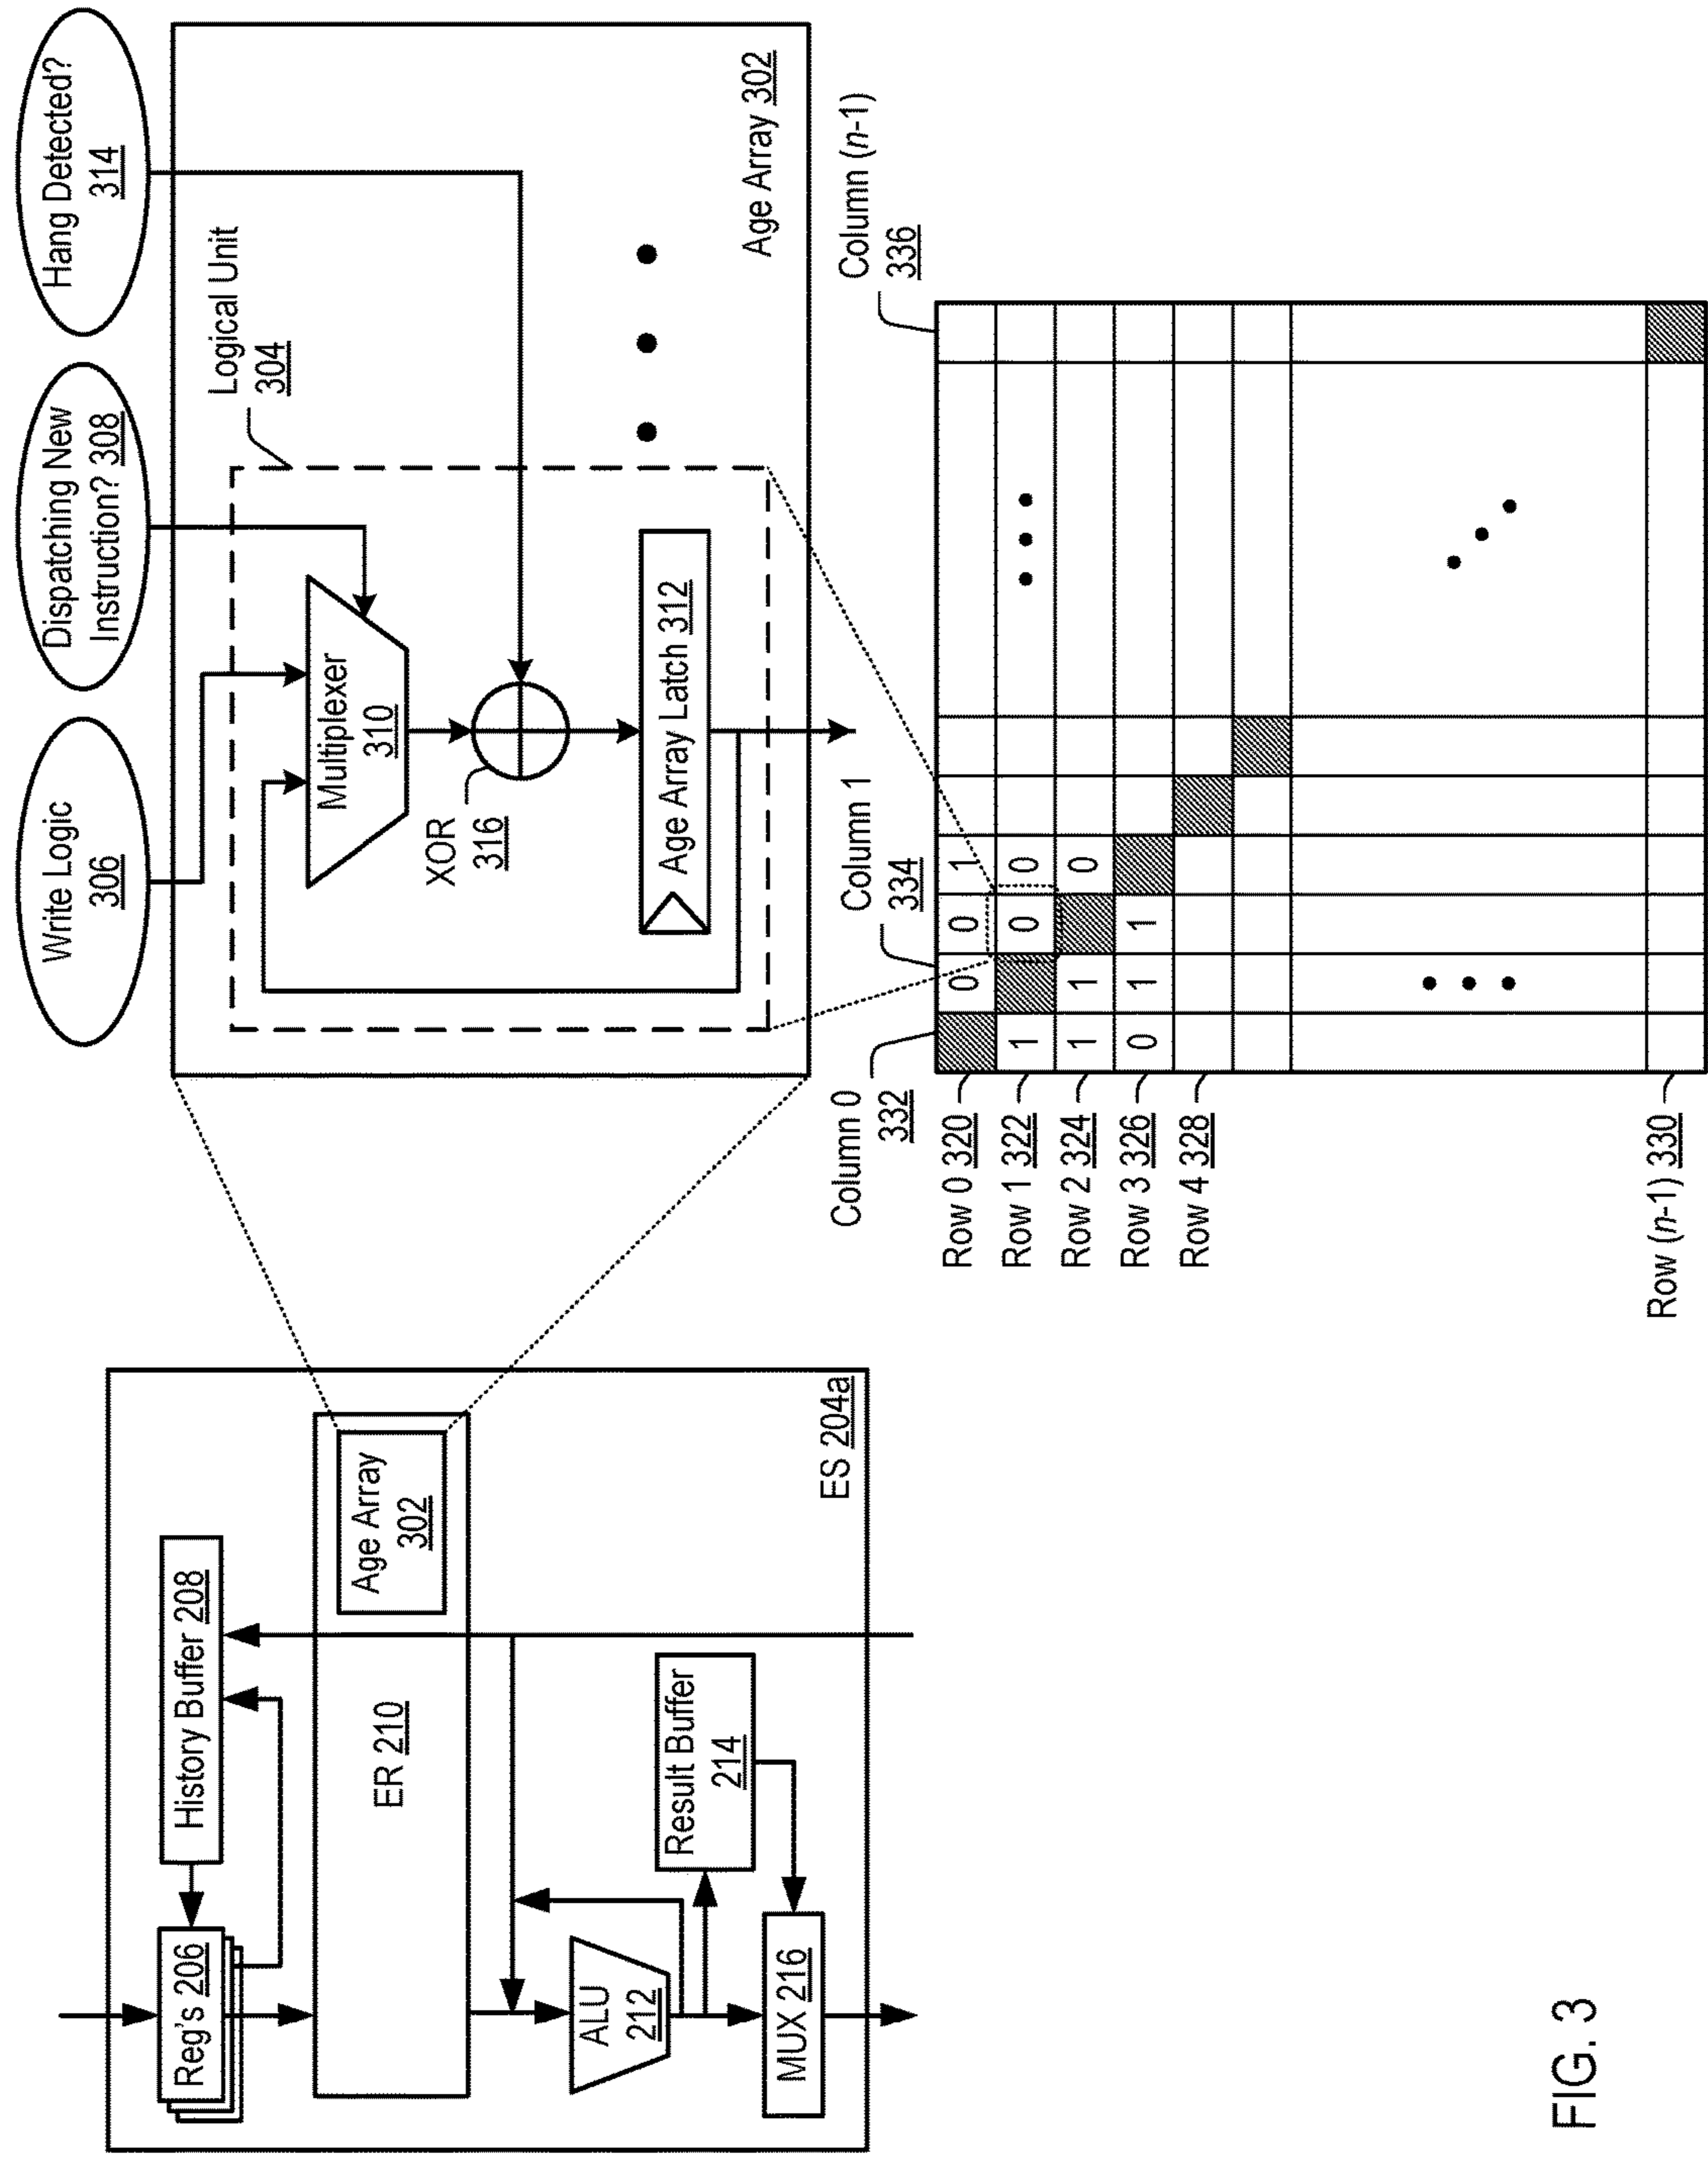 Reg's 206
History Buffer 208
ER 210
Age Array
302
ALU
212
Result Buffer
214
MUX 216
ES 204a
Write Logic
306
Dispatching New
Instruction? 308
Hang Detected?
314
Logical Unit
304
Multiplexer
310
XOR
316
Age Array Latch 312
Age Array 302
Column 0
332
Column 1
334
Column (n-1)
336
Row 0 320
0 0 1
Row 1 322
1 0 0
Row 2 324
1 1 0
Row 3 326
0 1 1
Row 4 328
Row (n-1) 330
FIG. 3